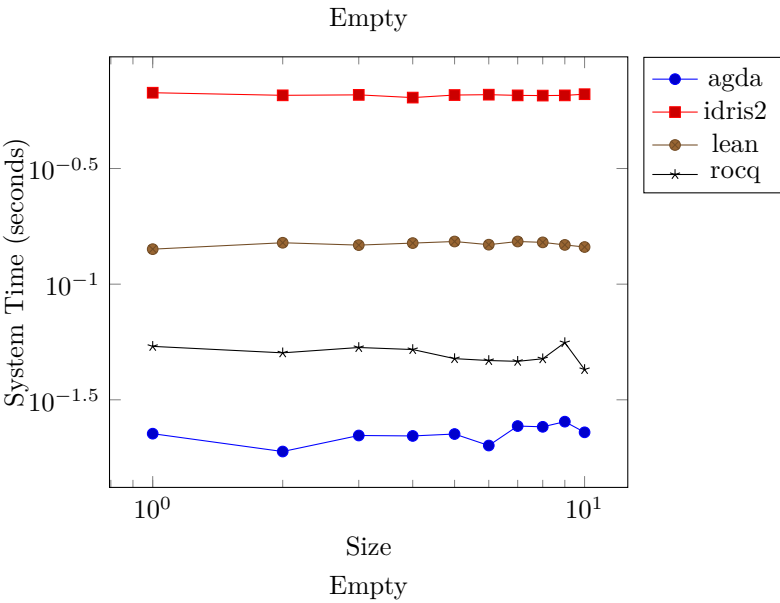 Empty
agda
idris2
lean
rocq
System Time (seconds)
10^{-0.5}
10^{-1}
10^{-1.5}
10^{0}
10^{1}
Size
Empty